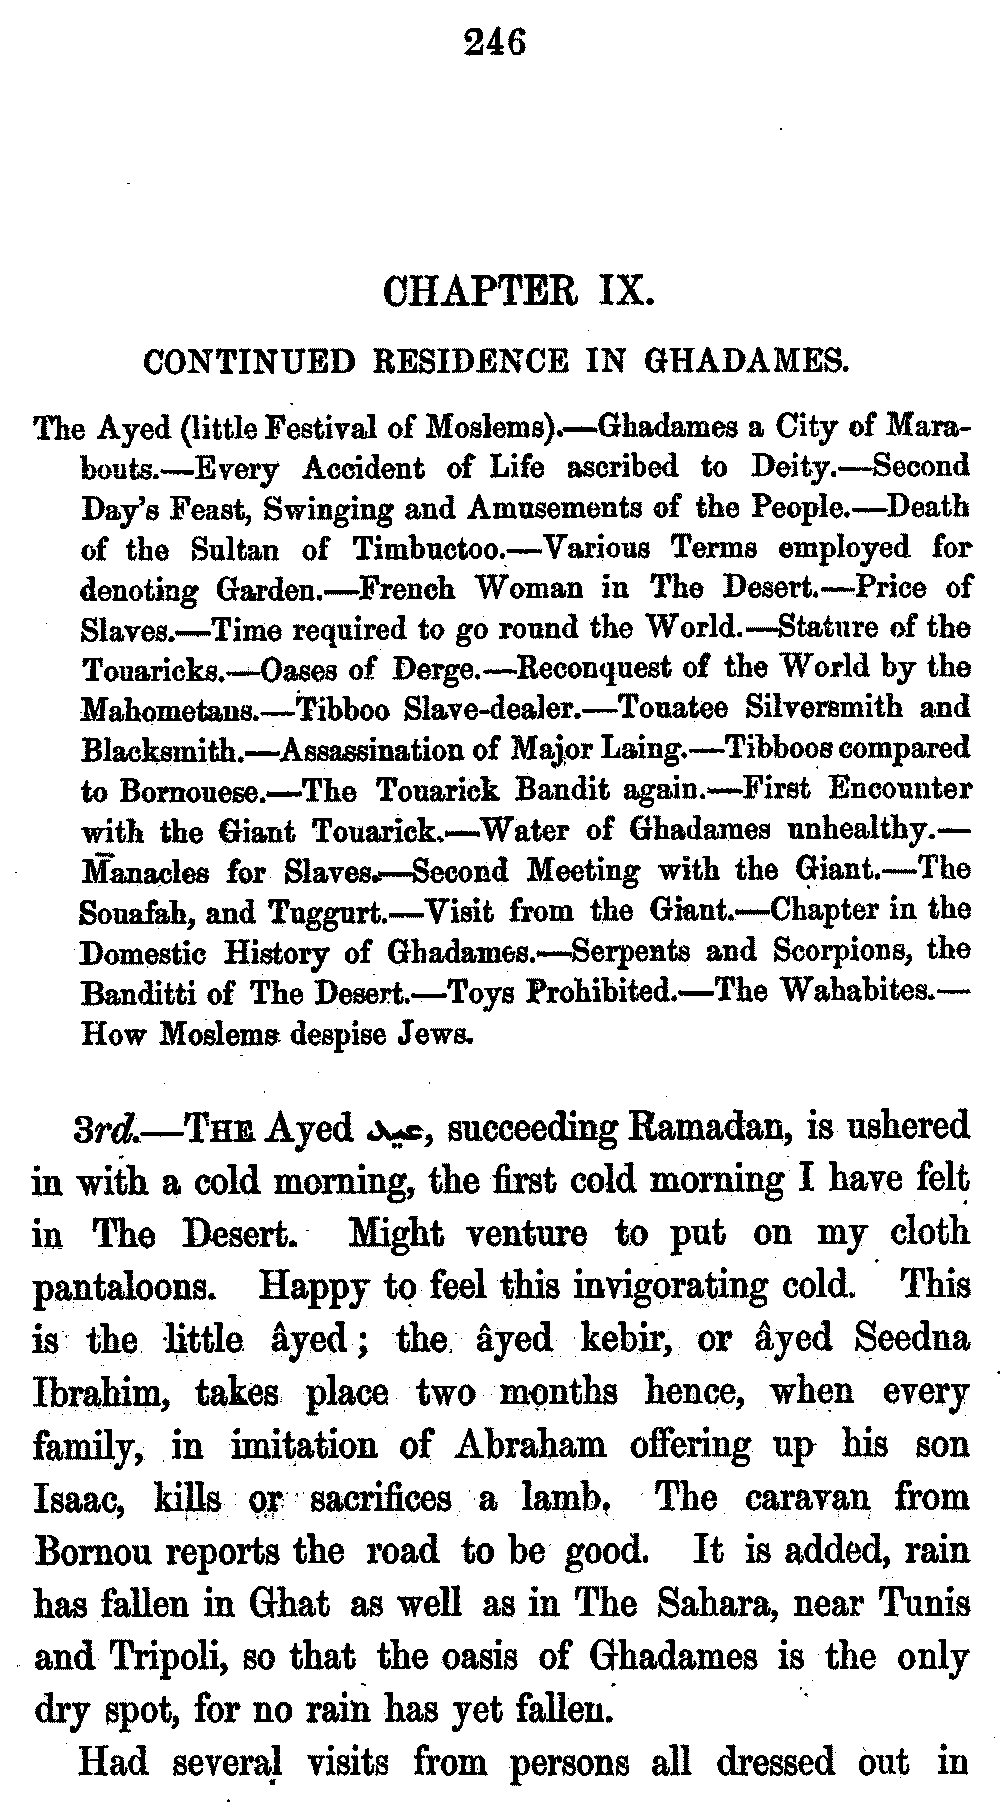 246
CHAPTER IX.
CONTINUED RESIDENCE IN GHADAMES.
The Ayed (little Festival of Moslems).—Ghadames a City of Mara-
bouts.—Every Accident of Life ascribed to Deity.—Second
Day's Feast, Swinging and Amusements of the People.—Death
of the Sultan of Timbuctoo.—Various Terms employed for
denoting Garden.—French Woman in The Desert.—Price of
Slaves.—Time required to go round the World.—Stature of the
Touaricks.—Oases of Derge.—Reconquest of the World by the
Mahometans.—Tibboo Slave-dealer.—Touatee Silversmith and
Blacksmith.—Assassination of Major Laing.—Tibboos compared
to Bornouese.—The Touarick Bandit again.—First Encounter
with the Giant Touarick.—Water of Ghadames unhealthy.—
Manacles for Slaves.—Second Meeting with the Giant.—The
Souafah, and Tuggurt.—Visit from the Giant.—Chapter in the
Domestic History of Ghadames.—Serpents and Scorpions, the
Banditti of The Desert.—Toys Prohibited.—The Wahabites.—
How Moslems despise Jews.
3rd.—THE Ayed عيد, succeeding Ramadan, is ushered
in with a cold morning, the first cold morning I have felt
in The Desert. Might venture to put on my cloth
pantaloons. Happy to feel this invigorating cold. This
is the little âyed; the âyed kebir, or âyed Seedna
Ibrahim, takes place two months hence, when every
family, in imitation of Abraham offering up his son
Isaac, kills or sacrifices a lamb. The caravan from
Bornou reports the road to be good. It is added, rain
has fallen in Ghat as well as in The Sahara, near Tunis
and Tripoli, so that the oasis of Ghadames is the only
dry spot, for no rain has yet fallen.
Had several visits from persons all dressed out in